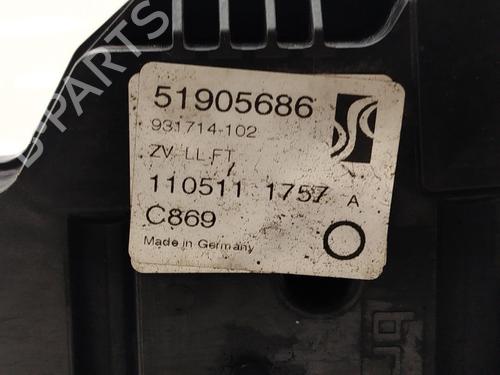 51905686
931714-102
ZV LL FT
110511 1757 A
C869
Made in Germany
B-PARTS